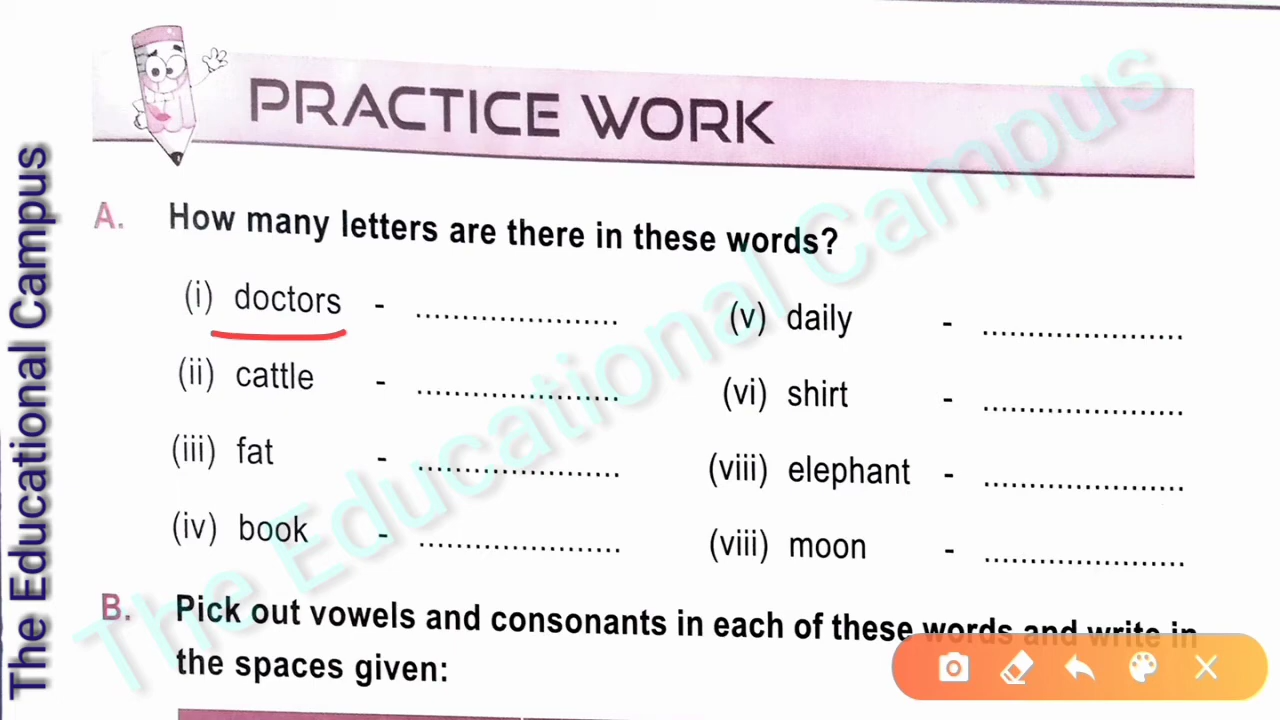 PRACTICE WORK
A. How many letters are there in these words?
(i) doctors - ...................... (v) daily - ......................
(ii) cattle - ...................... (vi) shirt - ......................
(iii) fat - ...................... (viii) elephant - ......................
(iv) book - ...................... (viii) moon - ......................
B. Pick out vowels and consonants in each of these words and write in
the spaces given:
The Educational Campus
The Educational Campus